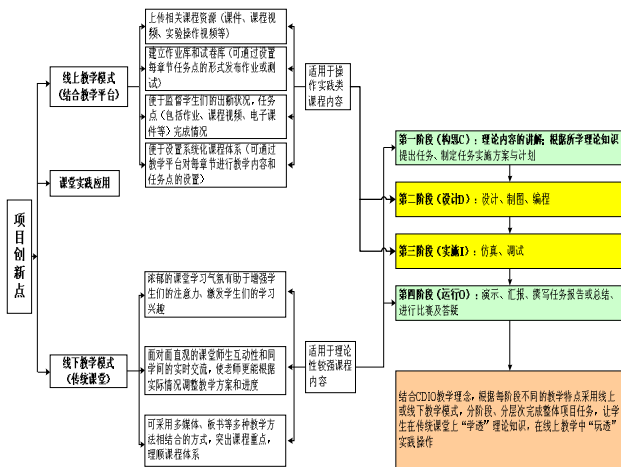 项目创新点
线上教学模式
(结合教学平台)
课堂实践应用
线下教学模式
(传统课堂)
上传相关课程资源（课件、课程视
频、实验操作视频等）
建立作业库和试卷库（可通过设置
每章节任务点的形式发布作业或测
试）
便于监督学生们的出勤状况，任务
点（包括作业、课程视频、电子课
件等）完成情况
便于设置系统化课程体系（可通过
教学平台对每章节进行教学内容和
任务点的设置）
适用于操
作实践类
课程内容
浓郁的课堂学习气氛有助于增强学
生们的注意力、激发学生们的学习
兴趣
面对面直观的课堂师生互动性和同
学间的实时交流，使老师更能根据
实际情况调整教学方案和进度
可采用多媒体、板书等多种教学方
法相结合的方式，突出课程重点，
理顺课程体系
适用于理论
性较强课程
内容
第一阶段（构思C）：理论内容的讲解；根据所学理论知识
提出任务、制定任务实施方案与计划
第二阶段（设计D）：设计、制图、编程
第三阶段（实施I）：仿真、调试
第四阶段（运行O）：演示、汇报、撰写任务报告或总结、
进行比赛及答疑
结合CDIO教学理念，根据每阶段不同的教学特点采用线上
或线下教学模式，分阶段、分层次完成整体项目任务，让学
生在传统课堂上“学透”理论知识，在线上教学中“玩透”
实践操作